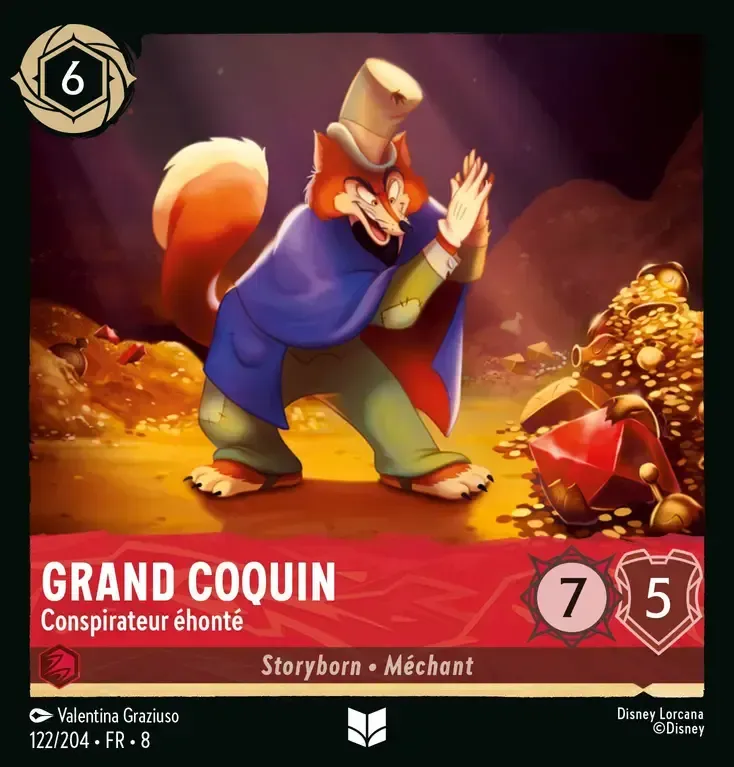 6
GRAND COQUIN
Conspirateur éhonté
7
5
Storyborn • Méchant
Valentina Graziuso
122/204 • FR • 8
Disney Lorcana
©Disney